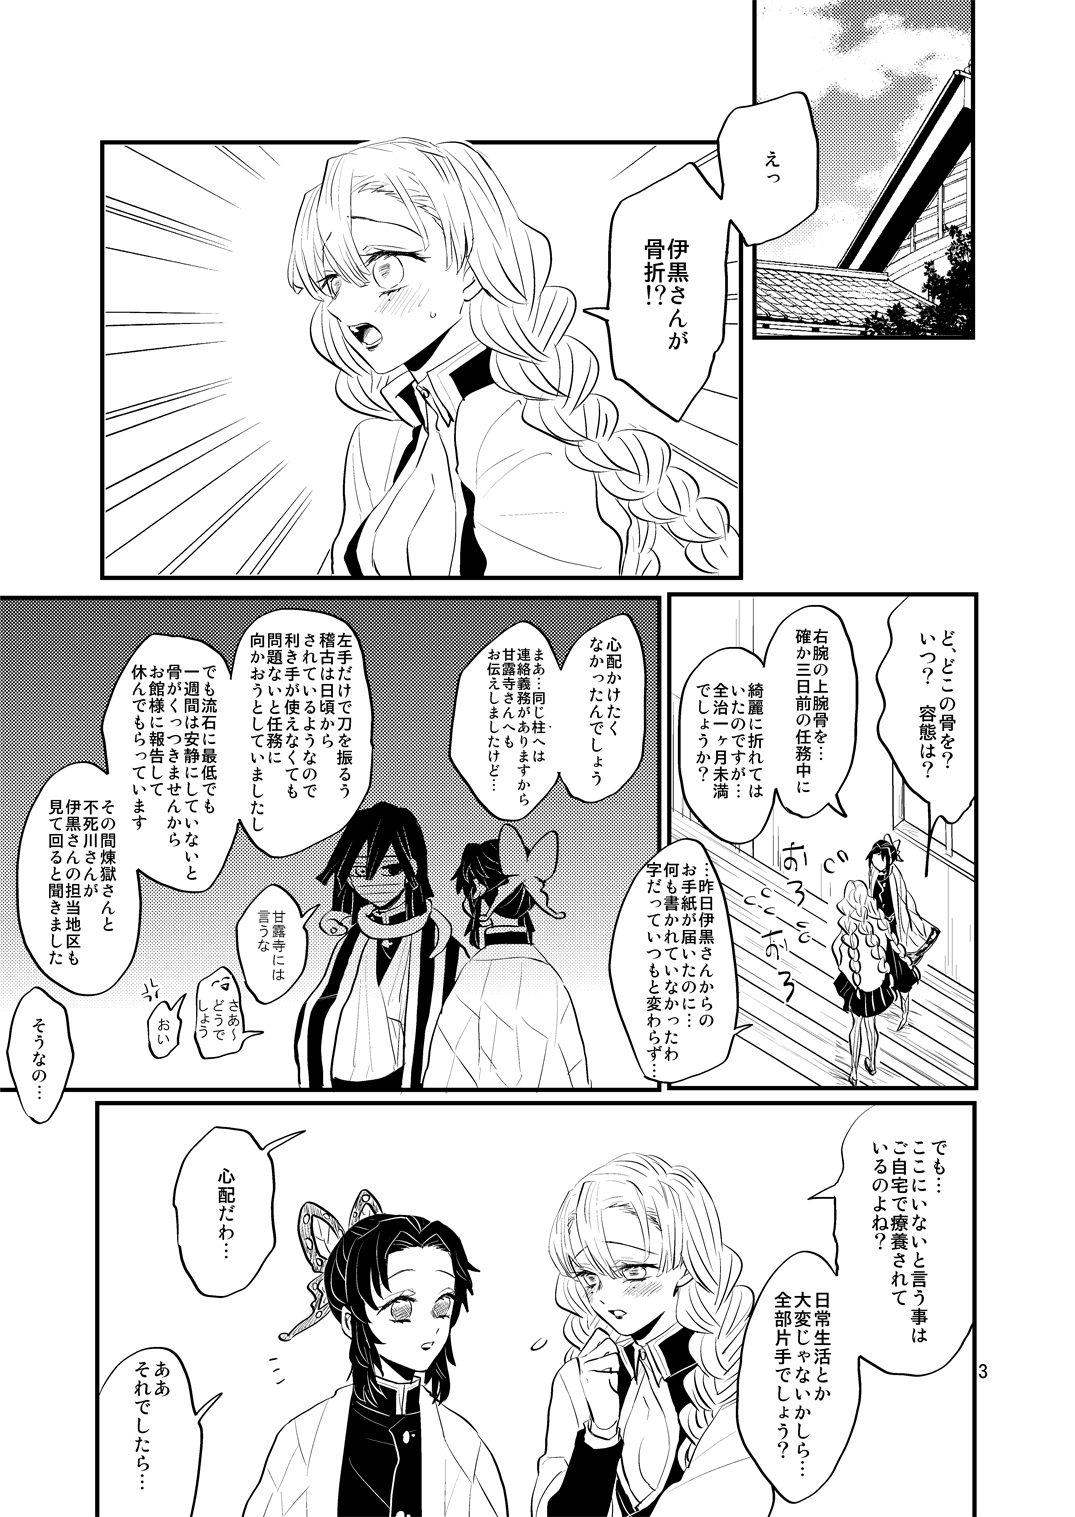 えっ
伊黒さんが
骨折!?
ど、どこの骨を?
いつ? 容態は?
右腕の上腕骨を…
確か三日前の任務中に
綺麗に折れては
いたのですが…
全治一ヶ月未満
でしょうか?
おろ
おろ
…昨日伊黒さんからの
お手紙が届いたのに…
何も書かれていなかったわ
字だっていつもと変わらず…
心配かけたく
なかったんでしょう
まあ…同じ柱へは
連絡義務がありますから
甘露寺さんへも
お伝えしましたけど…
左手だけで刀を振るう
稽古は日頃から
されているようなので
利き手が使えなくても
問題ないと任務に
向かおうとしていましたし
でも流石に最低でも
一週間は安静にしていないと
骨がくっつきませんから
お館様に報告して
休んでもらっています
その間煉獄さんと
不死川さんが
伊黒さんの担当地区も
見て回ると聞きました
甘露寺には
言うな
さあ〜
どうで
しょう
おい
そうなの…
でも…
ここにいないと言う事は
ご自宅で療養されて
いるのよね?
日常生活とか
大変じゃないかしら…
全部片手でしょう?
心配だわ…
ああ
それでしたら…
3